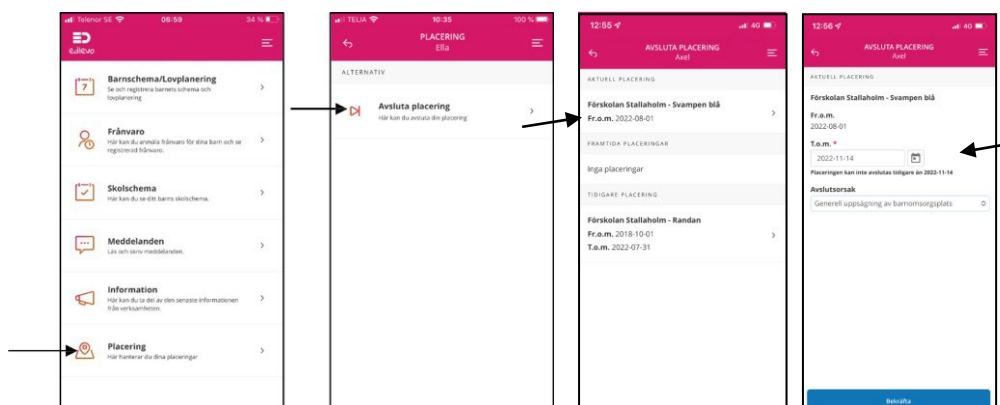 Telenor SE 08:59 34 %
edlevo
Barnschema/Lovplanering
Se och registrera barnets schema och
lovplanering
Frånvaro
Här kan du anmäla frånvaro för dina barn och se
registrerad frånvaro.
Skolschema
Här kan du se ditt barns skolschema.
Meddelanden
Läs och skriv meddelanden.
Information
Här kan du ta del av den senaste informationen
från verksamheten.
Placering
Här hanterar du dina placeringar
TELIA 10:35 100 %
PLACERING
Ella
ALTERNATIV
Avsluta placering
Här kan du avsluta din placering
12:55 4G
AVSLUTA PLACERING
Axel
AKTUELL PLACERING
Förskolan Stallaholm - Svampen blå
Fr.o.m. 2022-08-01
FRAMTIDA PLACERINGAR
Inga placeringar
TIDIGARE PLACERING
Förskolan Stallaholm - Randan
Fr.o.m. 2018-10-01
T.o.m. 2022-07-31
12:56 4G
AVSLUTA PLACERING
Axel
AKTUELL PLACERING
Förskolan Stallaholm - Svampen blå
Fr.o.m.
2022-08-01
T.o.m. *
2022-11-14
Placeringen kan inte avslutas tidigare än 2022-11-14
Avslutsorsak
Generell uppsägning av barnomsorgsplats
Bekräfta